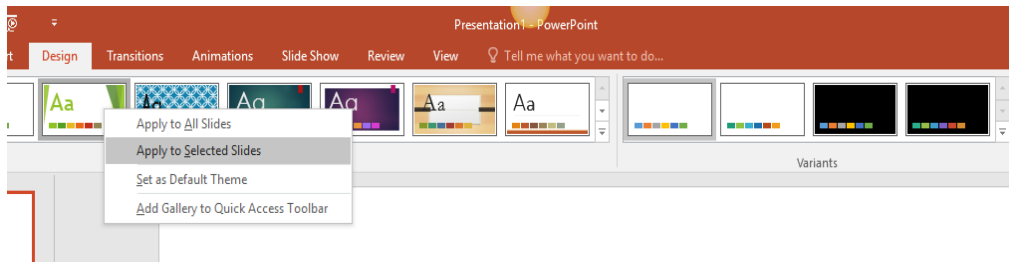 Presentation1 - PowerPoint
Design Transitions Animations Slide Show Review View Tell me what you want to do...
Aa Aa Aa Aa Aa Aa
Apply to All Slides
Apply to Selected Slides
Set as Default Theme
Add Gallery to Quick Access Toolbar
Variants